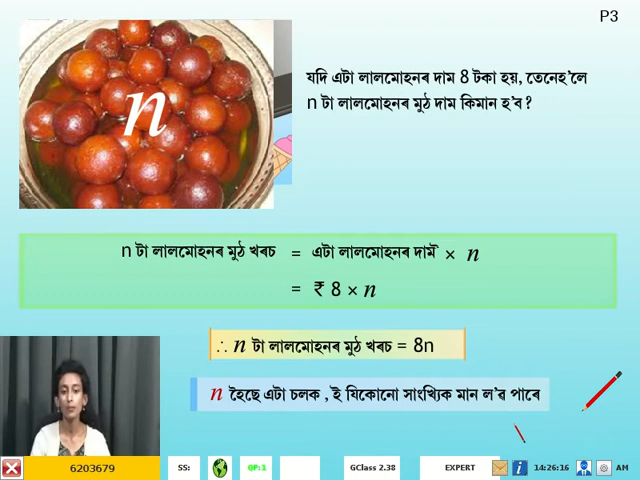 P3
যদি এটা লালমোহনৰ দাম 8 টকা হয়, তেনেহ'লে
n টা লালমোহনৰ মুঠ দাম কিমান হ'ব ?
n
n টা লালমোহনৰ মুঠ খৰচ = এটা লালমোহনৰ দাম × n
= ₹ 8 × n
∴ n টা লালমোহনৰ মুঠ খৰচ = 8n
n হৈছে এটা চলক , ই যিকোনো সাংখ্যিক মান ল'ৱ পাৰে
6203679 SS: OP:1 GClass 2.38 EXPERT 14:26:16 AM